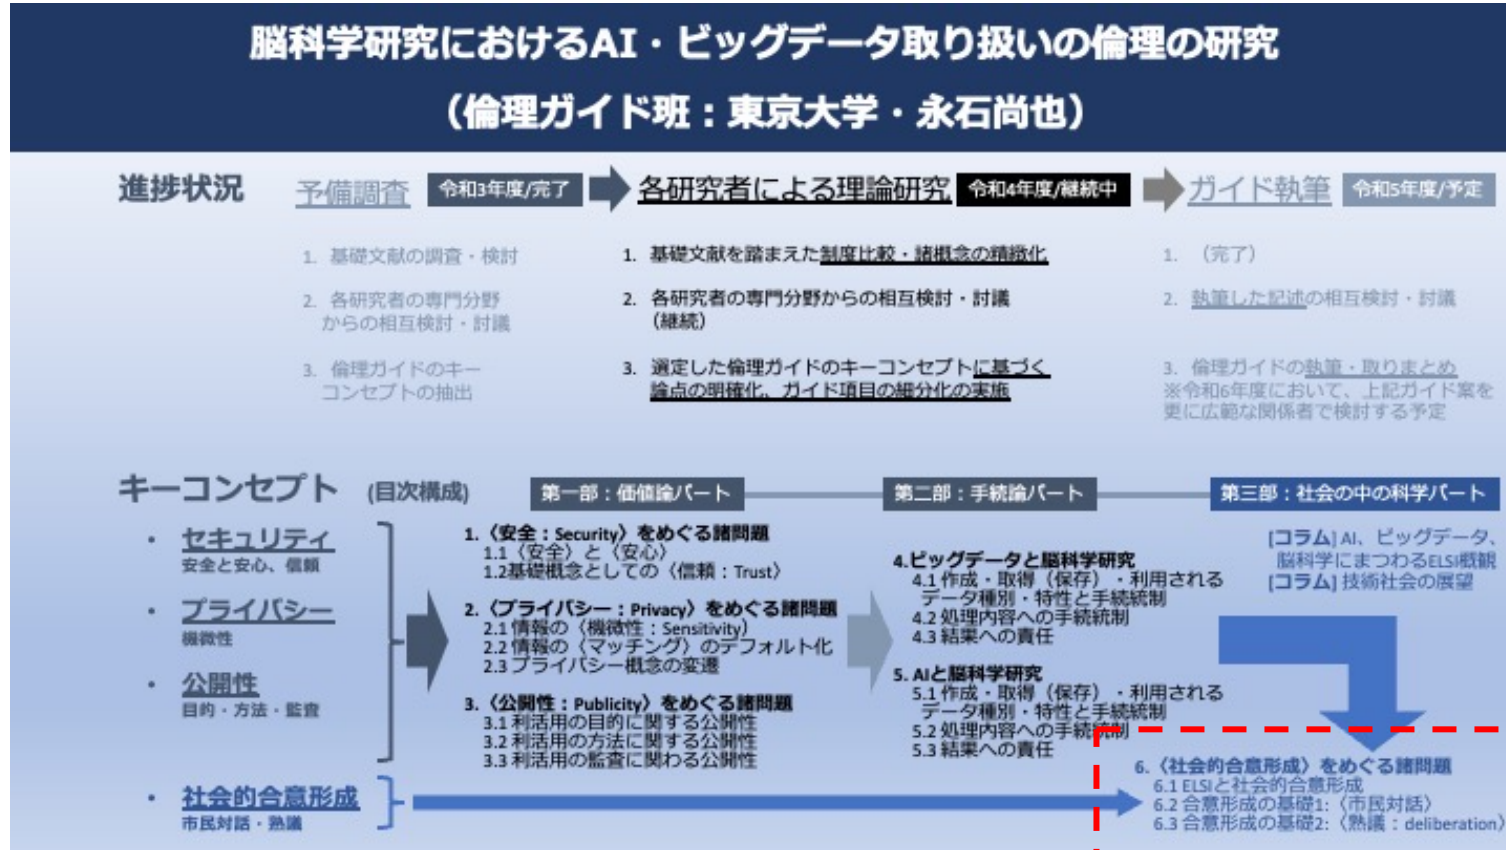 脳科学研究におけるAI・ビッグデータ取り扱いの倫理の研究
（倫理ガイド班：東京大学・永石尚也）
進捗状況
予備調査 令和3年度/完了
1. 基礎文献の調査・検討
2. 各研究者の専門分野
からの相互検討・討議
3. 倫理ガイドのキー
コンセプトの抽出
各研究者による理論研究 令和4年度/継続中
1. 基礎文献を踏まえた制度比較・諸概念の精緻化
2. 各研究者の専門分野からの相互検討・討議
（継続）
3. 選定した倫理ガイドのキーコンセプトに基づく
論点の明確化、ガイド項目の細分化の実施
ガイド執筆 令和5年度/予定
1. （完了）
2. 執筆した記述の相互検討・討議
3. 倫理ガイドの執筆・取りまとめ
※令和6年度において、上記ガイド案を
更に広範な関係者で検討する予定
キーコンセプト (目次構成)
・ セキュリティ
安全と安心、信頼
・ プライバシー
機微性
・ 公開性
目的・方法・監査
・ 社会的合意形成
市民対話・熟議
第一部：価値論パート
1.〈安全：Security〉をめぐる諸問題
1.1〈安全〉と〈安心〉
1.2基礎概念としての〈信頼：Trust〉
2.〈プライバシー：Privacy〉をめぐる諸問題
2.1 情報の〈機微性：Sensitivity〉
2.2 情報の〈マッチング〉のデフォルト化
2.3 プライバシー概念の変遷
3.〈公開性：Publicity〉をめぐる諸問題
3.1 利活用の目的に関する公開性
3.2 利活用の方法に関する公開性
3.3 利活用の監査に関わる公開性
第二部：手続論パート
4.ビッグデータと脳科学研究
4.1 作成・取得（保存）・利用される
データ種別・特性と手続統制
4.2 処理内容への手続統制
4.3 結果への責任
5. AIと脳科学研究
5.1 作成・取得（保存）・利用される
データ種別・特性と手続統制
5.2 処理内容への手続統制
5.3 結果への責任
第三部：社会の中の科学パート
[コラム] AI、ビッグデータ、
脳科学にまつわるELSI概観
[コラム] 技術社会の展望
6.〈社会的合意形成〉をめぐる諸問題
6.1 ELSIと社会的合意形成
6.2 合意形成の基礎1:〈市民対話〉
6.3 合意形成の基礎2:〈熟議：deliberation〉